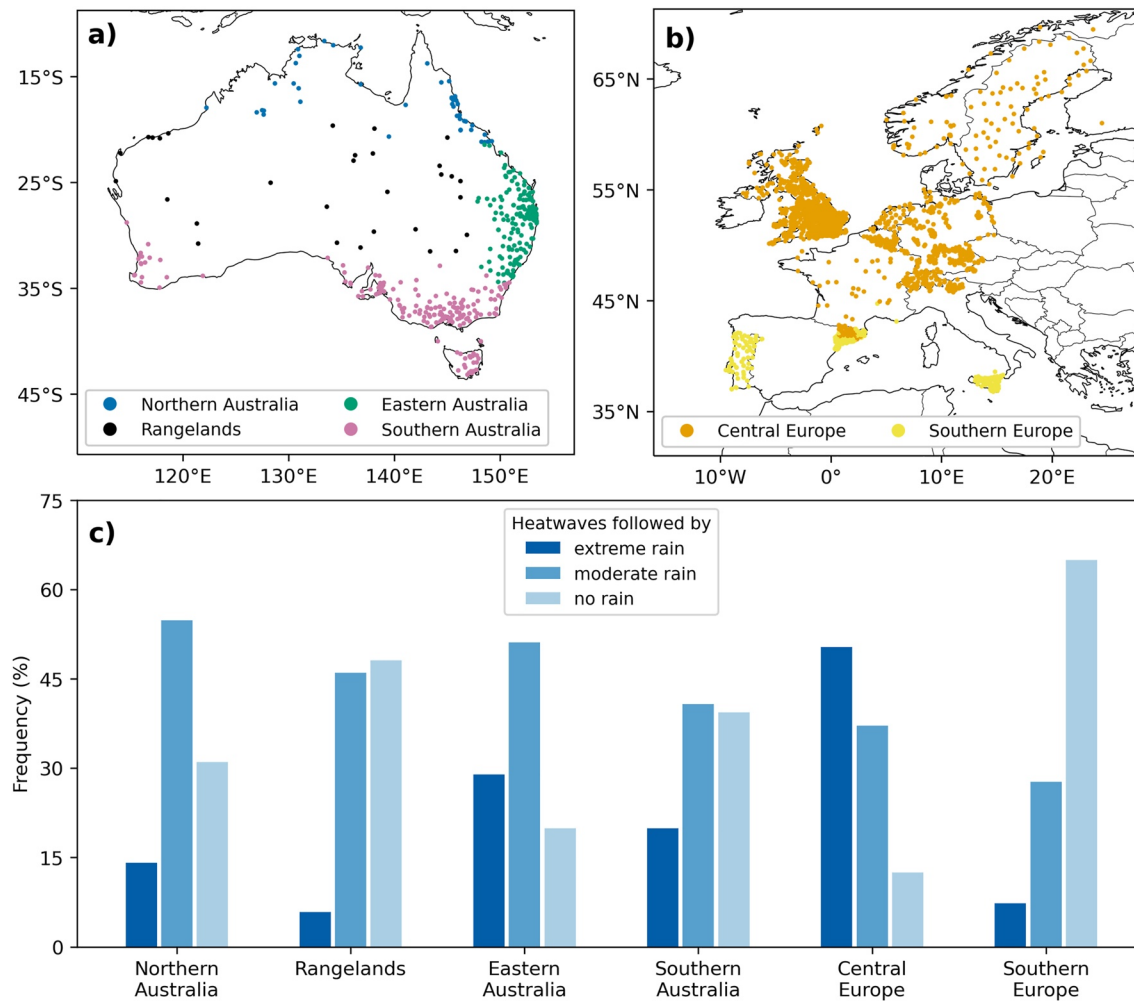 a)
15°S
25°S
35°S
45°S
Northern Australia
Eastern Australia
Rangelands
Southern Australia
120°E
130°E
140°E
150°E
b)
65°N
55°N
45°N
35°N
Central Europe
Southern Europe
10°W
0°
10°E
20°E
c)
Heatwaves followed by
extreme rain
moderate rain
no rain
Frequency (%)
75
60
45
30
15
0
Northern
Australia
Rangelands
Eastern
Australia
Southern
Australia
Central
Europe
Southern
Europe